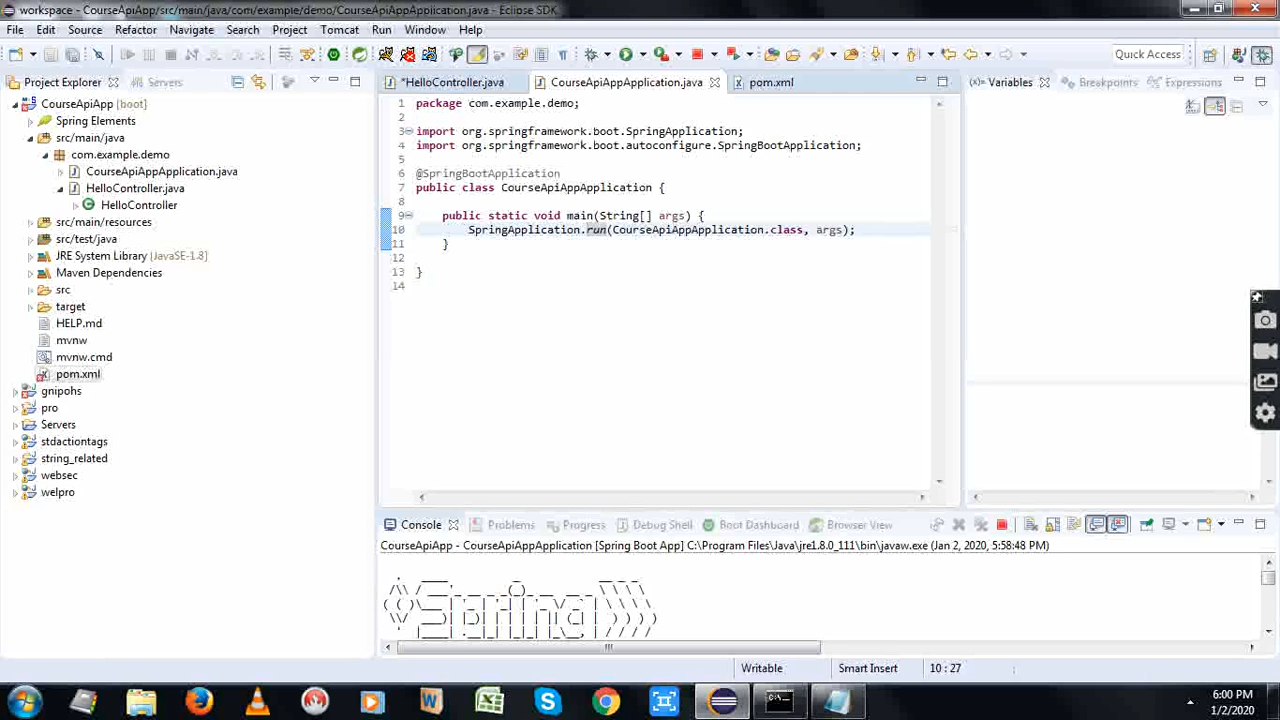 workspace - CourseApiApp/src/main/java/com/example/demo/CourseApiAppApplication.java - Eclipse SDK
File Edit Source Refactor Navigate Search Project Tomcat Run Window Help
Quick Access
Project Explorer
Servers
*HelloController.java
CourseApiAppApplication.java
pom.xml
Variables
Breakpoints
Expressions
CourseApiApp [boot]
Spring Elements
src/main/java
com.example.demo
CourseApiAppApplication.java
HelloController.java
HelloController
src/main/resources
src/test/java
JRE System Library [JavaSE-1.8]
Maven Dependencies
src
target
HELP.md
mvnw
mvnw.cmd
pom.xml
gnipohs
pro
Servers
stdactiontags
string_related
websec
welpro
1 package com.example.demo;
2
3 import org.springframework.boot.SpringApplication;
4 import org.springframework.boot.autoconfigure.SpringBootApplication;
5
6 @SpringBootApplication
7 public class CourseApiAppApplication {
8
9 public static void main(String[] args) {
10 SpringApplication.run(CourseApiAppApplication.class, args);
11 }
12
13 }
14
Console
Problems
Progress
Debug Shell
Boot Dashboard
Browser View
CourseApiApp - CourseApiAppApplication [Spring Boot App] C:\Program Files\Java\jre1.8.0_111\bin\javaw.exe (Jan 2, 2020, 5:58:48 PM)
Spring
Writable
Smart Insert
10 : 27
6:00 PM
1/2/2020